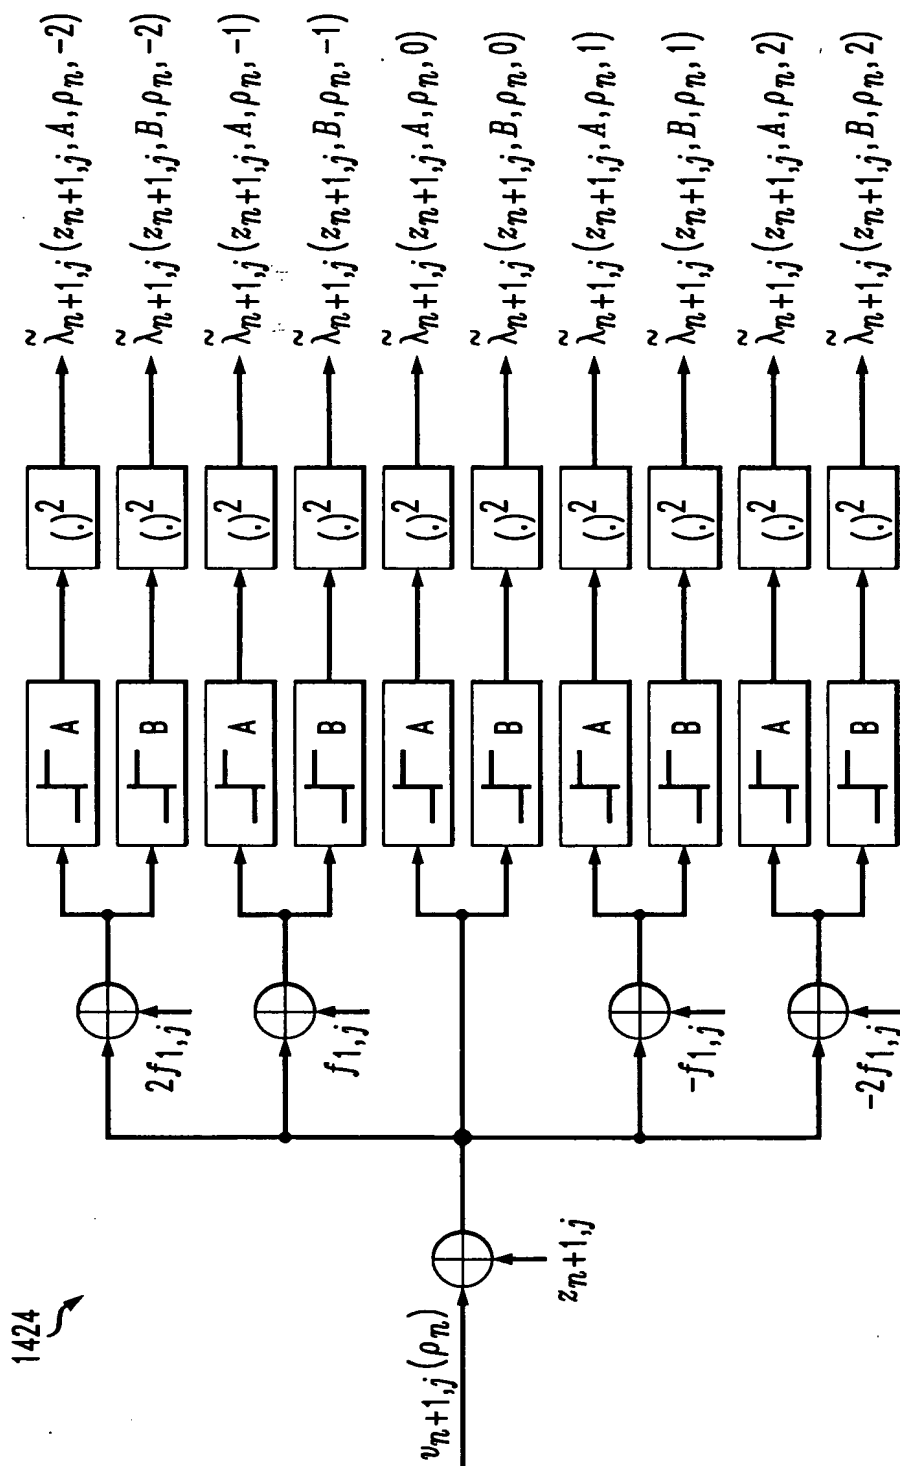 1424
v_{n+1,j}(ρ_n)
z_{n+1,j}
2f_{1,j}
f_{1,j}
-f_{1,j}
-2f_{1,j}
A (.)² λ̃_{n+1,j}(z_{n+1,j}, A, ρ_n, -2)
B (.)² λ̃_{n+1,j}(z_{n+1,j}, B, ρ_n, -2)
A (.)² λ̃_{n+1,j}(z_{n+1,j}, A, ρ_n, -1)
B (.)² λ̃_{n+1,j}(z_{n+1,j}, B, ρ_n, -1)
A (.)² λ̃_{n+1,j}(z_{n+1,j}, A, ρ_n, 0)
B (.)² λ̃_{n+1,j}(z_{n+1,j}, B, ρ_n, 0)
A (.)² λ̃_{n+1,j}(z_{n+1,j}, A, ρ_n, 1)
B (.)² λ̃_{n+1,j}(z_{n+1,j}, B, ρ_n, 1)
A (.)² λ̃_{n+1,j}(z_{n+1,j}, A, ρ_n, 2)
B (.)² λ̃_{n+1,j}(z_{n+1,j}, B, ρ_n, 2)